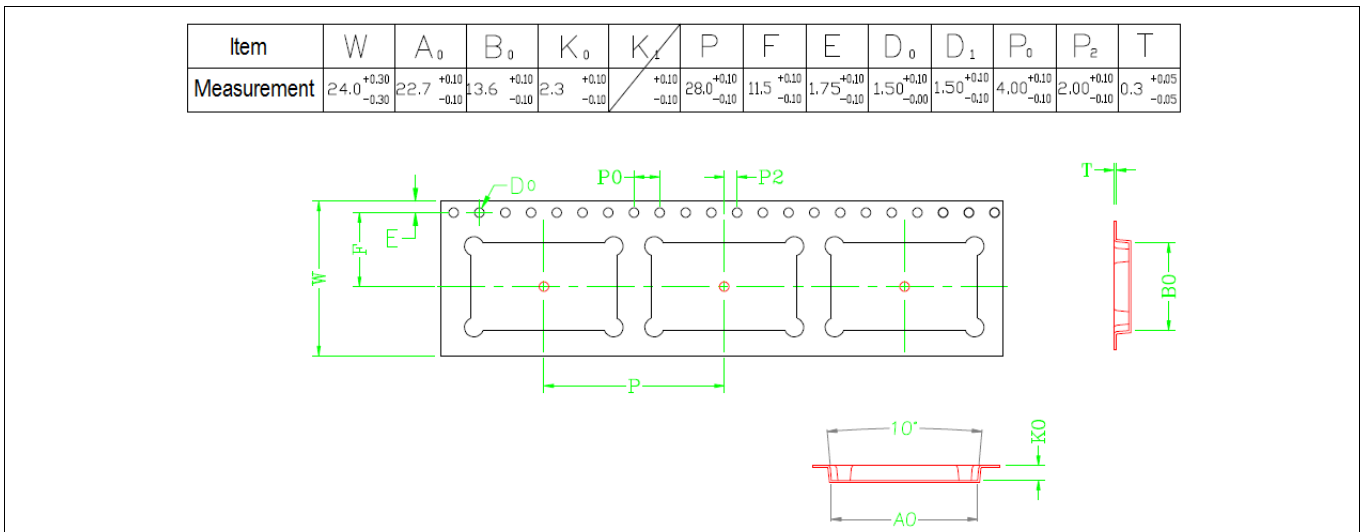 Item W A₀ B₀ K₀ K₁ P F E D₀ D₁ P₀ P₂ T
Measurement 24.0 +0.30 -0.30 22.7 +0.10 -0.10 13.6 +0.10 -0.10 2.3 +0.10 -0.10 +0.10 -0.10 28.0 +0.10 -0.10 11.5 +0.10 -0.10 1.75 +0.10 -0.10 1.50 +0.10 -0.00 1.50 +0.10 -0.10 4.00 +0.10 -0.10 2.00 +0.10 -0.10 0.3 +0.05 -0.05
P0 P2 T
D0
E
F
W
B0
P
10°
K0
A0